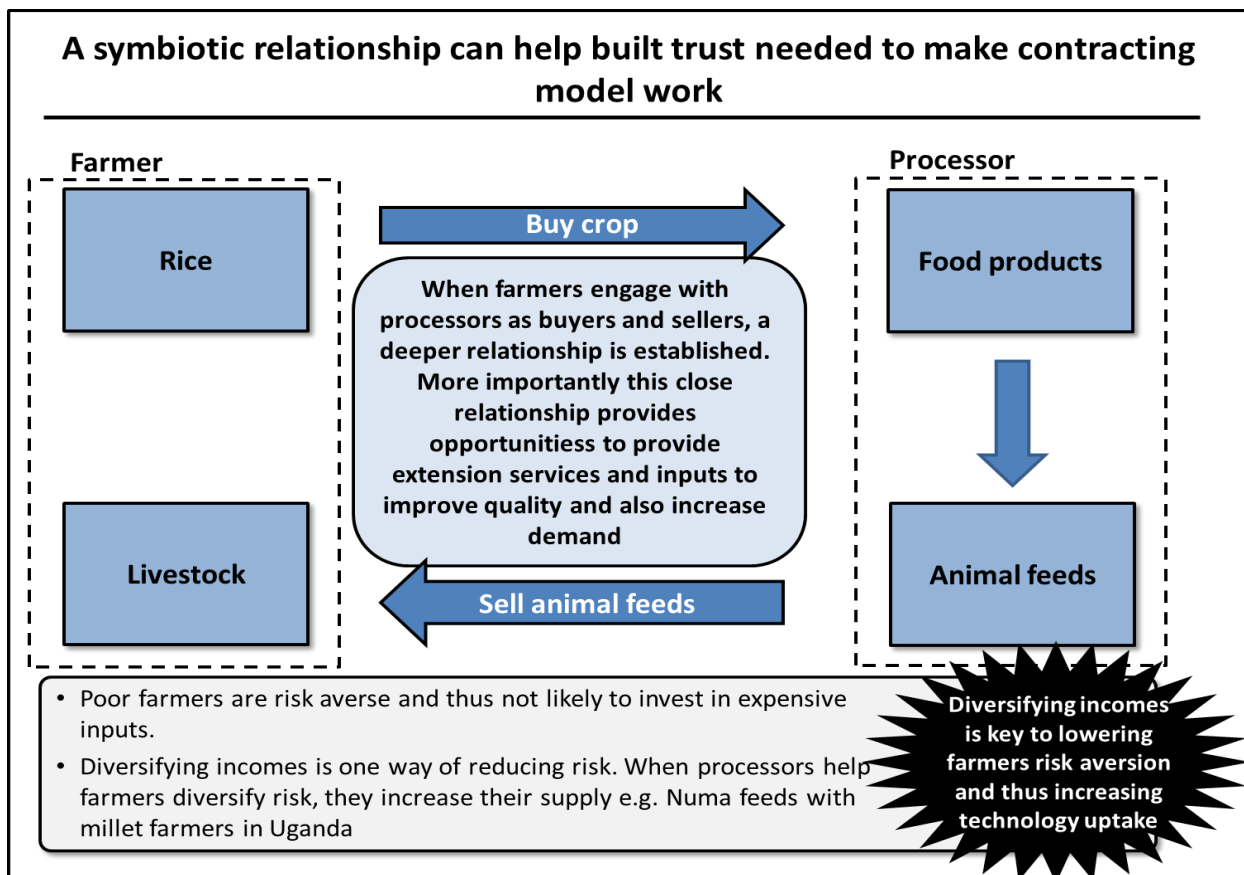 A symbiotic relationship can help built trust needed to make contracting
model work
Farmer
Processor
Rice
Buy crop
Food products
When farmers engage with
processors as buyers and sellers, a
deeper relationship is established.
More importantly this close
relationship provides
opportunitiess to provide
extension services and inputs to
improve quality and also increase
demand
Livestock
Sell animal feeds
Animal feeds
• Poor farmers are risk averse and thus not likely to invest in expensive
inputs.
• Diversifying incomes is one way of reducing risk. When processors help
farmers diversify risk, they increase their supply e.g. Numa feeds with
millet farmers in Uganda
Diversifying incomes
is key to lowering
farmers risk aversion
and thus increasing
technology uptake